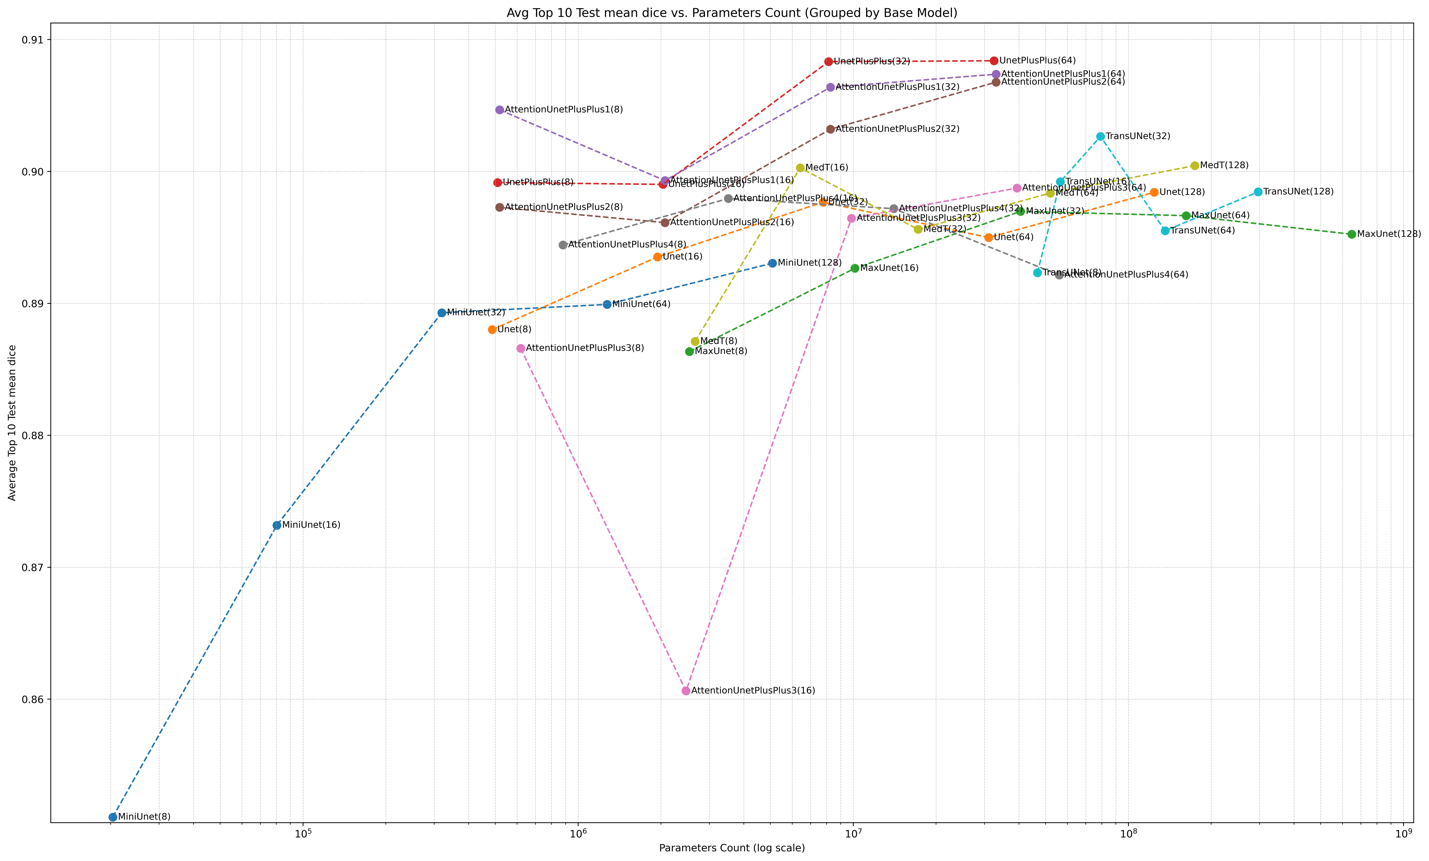 Avg Top 10 Test mean dice vs. Parameters Count (Grouped by Base Model)
0.91
UnetPlusPlus(32)
UnetPlusPlus(64)
AttentionUnetPlusPlus1(64)
AttentionUnetPlusPlus2(64)
AttentionUnetPlusPlus1(32)
AttentionUnetPlusPlus1(8)
AttentionUnetPlusPlus2(32)
TransUNet(32)
MedT(16)
MedT(128)
0.90
AttentionUnetPlusPlus1(16)
UnetPlusPlus(8)
UnetPlusPlus(16)
TransUNet(16)
AttentionUnetPlusPlus3(64)
MedT(64)
Unet(128)
TransUNet(128)
AttentionUnetPlusPlus4(16)
Unet(32)
AttentionUnetPlusPlus2(8)
AttentionUnetPlusPlus4(32)
MaxUnet(32)
MaxUnet(64)
AttentionUnetPlusPlus3(32)
AttentionUnetPlusPlus2(16)
MedT(32)
TransUNet(64)
MaxUnet(128)
Unet(64)
AttentionUnetPlusPlus4(8)
Unet(16)
MiniUnet(128)
MaxUnet(16)
TransUNet(8)
AttentionUnetPlusPlus4(64)
0.89
MiniUnet(64)
MiniUnet(32)
Unet(8)
MedT(8)
AttentionUnetPlusPlus3(8)
MaxUnet(8)
0.88
Average Top 10 Test mean dice
MiniUnet(16)
0.87
AttentionUnetPlusPlus3(16)
0.86
MiniUnet(8)
10⁵
10⁶
10⁷
10⁸
10⁹
Parameters Count (log scale)